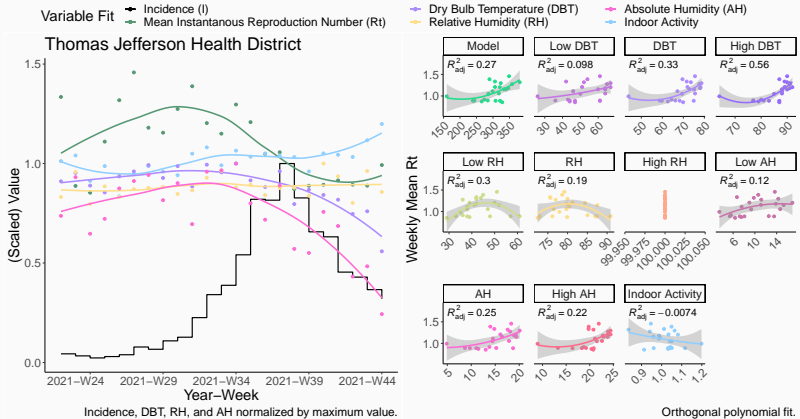 Variable Fit
Incidence (I)
Mean Instantanous Reproduction Number (Rt)
Dry Bulb Temperature (DBT)
Relative Humidity (RH)
Absolute Humidity (AH)
Indoor Activity
Thomas Jefferson Health District
(Scaled) Value
1.5
1.0
0.5
0.0
2021−W24 2021−W29 2021−W34 2021−W39 2021−W44
Year−Week
Incidence, DBT, RH, and AH normalized by maximum value.
Weekly Mean Rt
Model Low DBT DBT High DBT
R²adj = 0.27 R²adj = 0.098 R²adj = 0.33 R²adj = 0.56
1.5
1.0
150 200 250 300 350 30 40 50 60 50 60 70 80 70 80 90
Low RH RH High RH Low AH
R²adj = 0.3 R²adj = 0.19 R²adj = 0.12
1.5
1.0
30 40 50 60 75 80 85 90 99.950 99.975 100.000 100.025 100.050 6 10 14
AH High AH Indoor Activity
R²adj = 0.25 R²adj = 0.22 R²adj = −0.0074
1.5
1.0
5 10 15 20 10 15 20 25 0.9 1.0 1.1 1.2
Orthogonal polynomial fit.